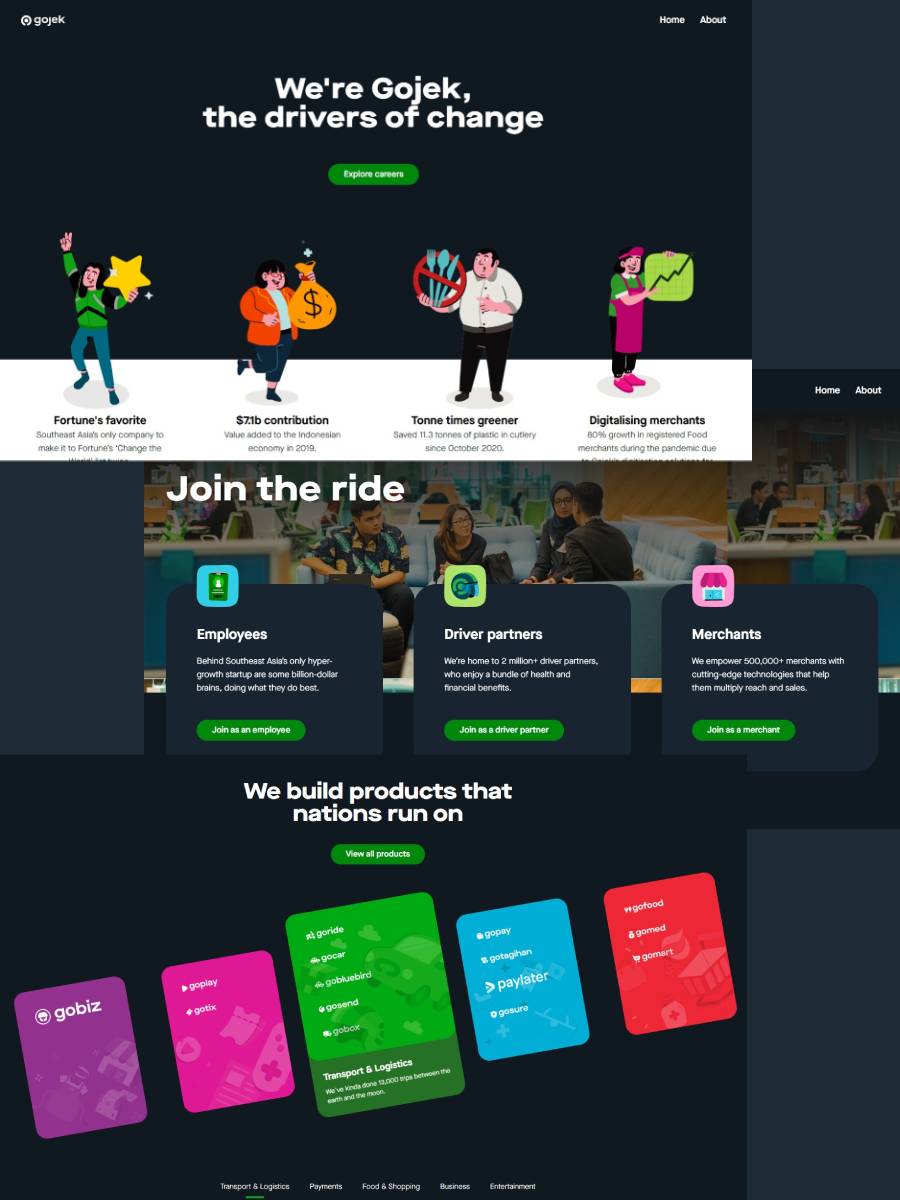 gojek
Home About
We're Gojek,
the drivers of change
Explore careers
Fortune's favorite
Southeast Asia's only company to
make it to Fortune's 'Change the
World' list twice.
$7.1b contribution
Value added to the Indonesian
economy in 2019.
Tonne times greener
Saved 11.3 tonnes of plastic in cutlery
since October 2020.
Digitalising merchants
80% growth in registered Food
merchants during the pandemic due
to Gojek's digitisation solutions for
Home About
Join the ride
Employees
Behind Southeast Asia's only hyper-
growth startup are some billion-dollar
brains, doing what they do best.
Join as an employee
Driver partners
We're home to 2 million+ driver partners,
who enjoy a bundle of health and
financial benefits.
Join as a driver partner
Merchants
We empower 500,000+ merchants with
cutting-edge technologies that help
them multiply reach and sales.
Join as a merchant
We build products that
nations run on
View all products
gobiz
goplay
gotix
goride
gocar
gobluebird
gosend
gobox
Transport & Logistics
We've kinda done 13,000 trips between the
earth and the moon.
gopay
gotagihan
paylater
gosure
gofood
gomed
gomart
Transport & Logistics Payments Food & Shopping Business Entertainment